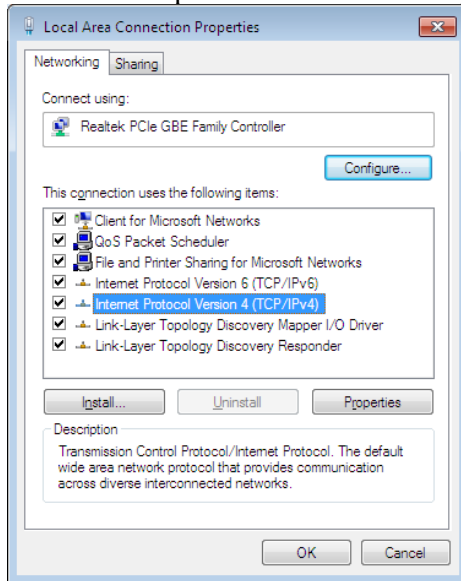 Local Area Connection Properties
Networking
Sharing
Connect using:
Realtek PCIe GBE Family Controller
Configure...
This connection uses the following items:
Client for Microsoft Networks
QoS Packet Scheduler
File and Printer Sharing for Microsoft Networks
Internet Protocol Version 6 (TCP/IPv6)
Internet Protocol Version 4 (TCP/IPv4)
Link-Layer Topology Discovery Mapper I/O Driver
Link-Layer Topology Discovery Responder
Install...
Uninstall
Properties
Description
Transmission Control Protocol/Internet Protocol. The default
wide area network protocol that provides communication
across diverse interconnected networks.
OK
Cancel